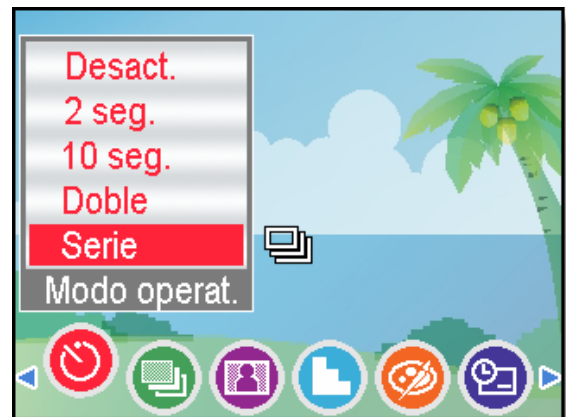 Desact.
2 seg.
10 seg.
Doble
Serie
Modo operat.